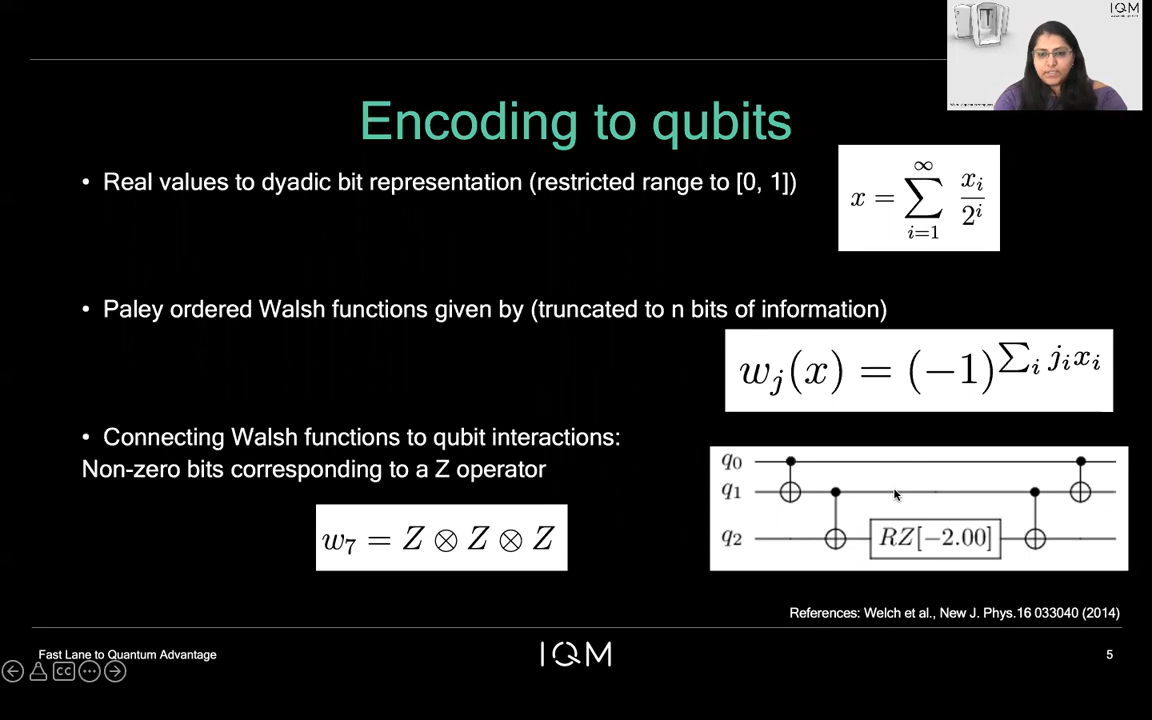 IQM
Encoding to qubits
• Real values to dyadic bit representation (restricted range to [0, 1])
x = ∑_{i=1}^{∞} x_i / 2^i
• Paley ordered Walsh functions given by (truncated to n bits of information)
w_j(x) = (−1)^{∑_i j_i x_i}
• Connecting Walsh functions to qubit interactions:
Non-zero bits corresponding to a Z operator
w_7 = Z ⊗ Z ⊗ Z
q_0
q_1
q_2
RZ[−2.00]
References: Welch et al., New J. Phys.16 033040 (2014)
Fast Lane to Quantum Advantage
IQM
5
CC